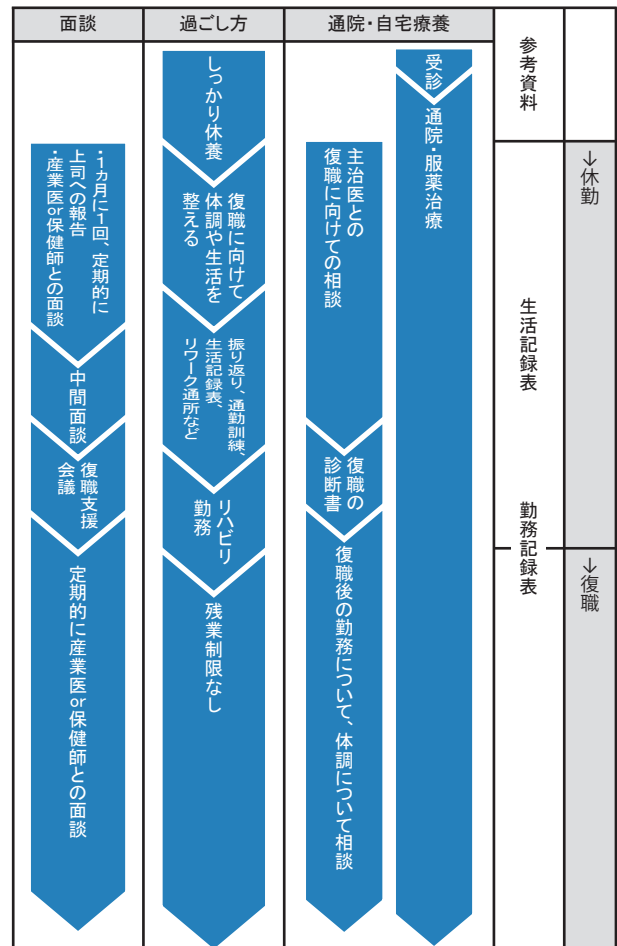 面談
過ごし方
通院・自宅療養
参考資料
・1ヵ月に1回、定期的に
上司への報告
・産業医or保健師との面談
中間面談
復職支援
会議
定期的に産業医or保健師との面談
しっかり休養
復職に向けて
体調や生活を
整える
振り返り、通勤訓練、
生活記録表、
リワーク通所など
リハビリ
勤務
残業制限なし
主治医との
復職に向けての相談
復職の
診断書
復職後の勤務について、体調について相談
受診
通院・服薬治療
生活記録表
勤務記録表
↓休勤
↓復職